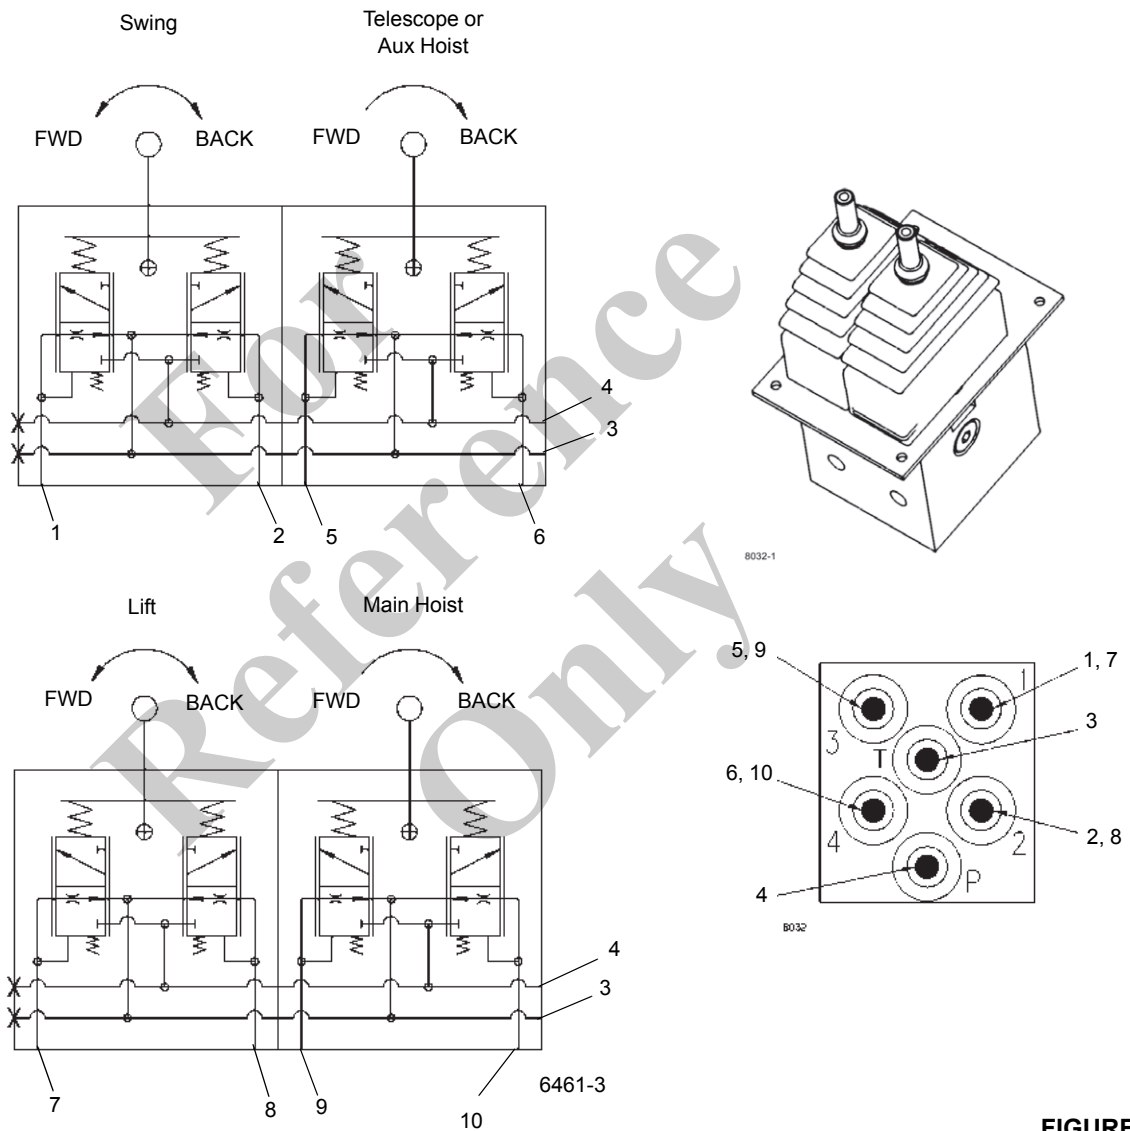 Swing
Telescope or
Aux Hoist
FWD
BACK
FWD
BACK
4
3
1
2
5
6
8032-1
Lift
Main Hoist
FWD
BACK
FWD
BACK
4
3
7
8
9
10
6461-3
5, 9
1, 7
1
3
3
T
6, 10
4
2
2, 8
4
P
8032
For
Reference
Only
FIGURE